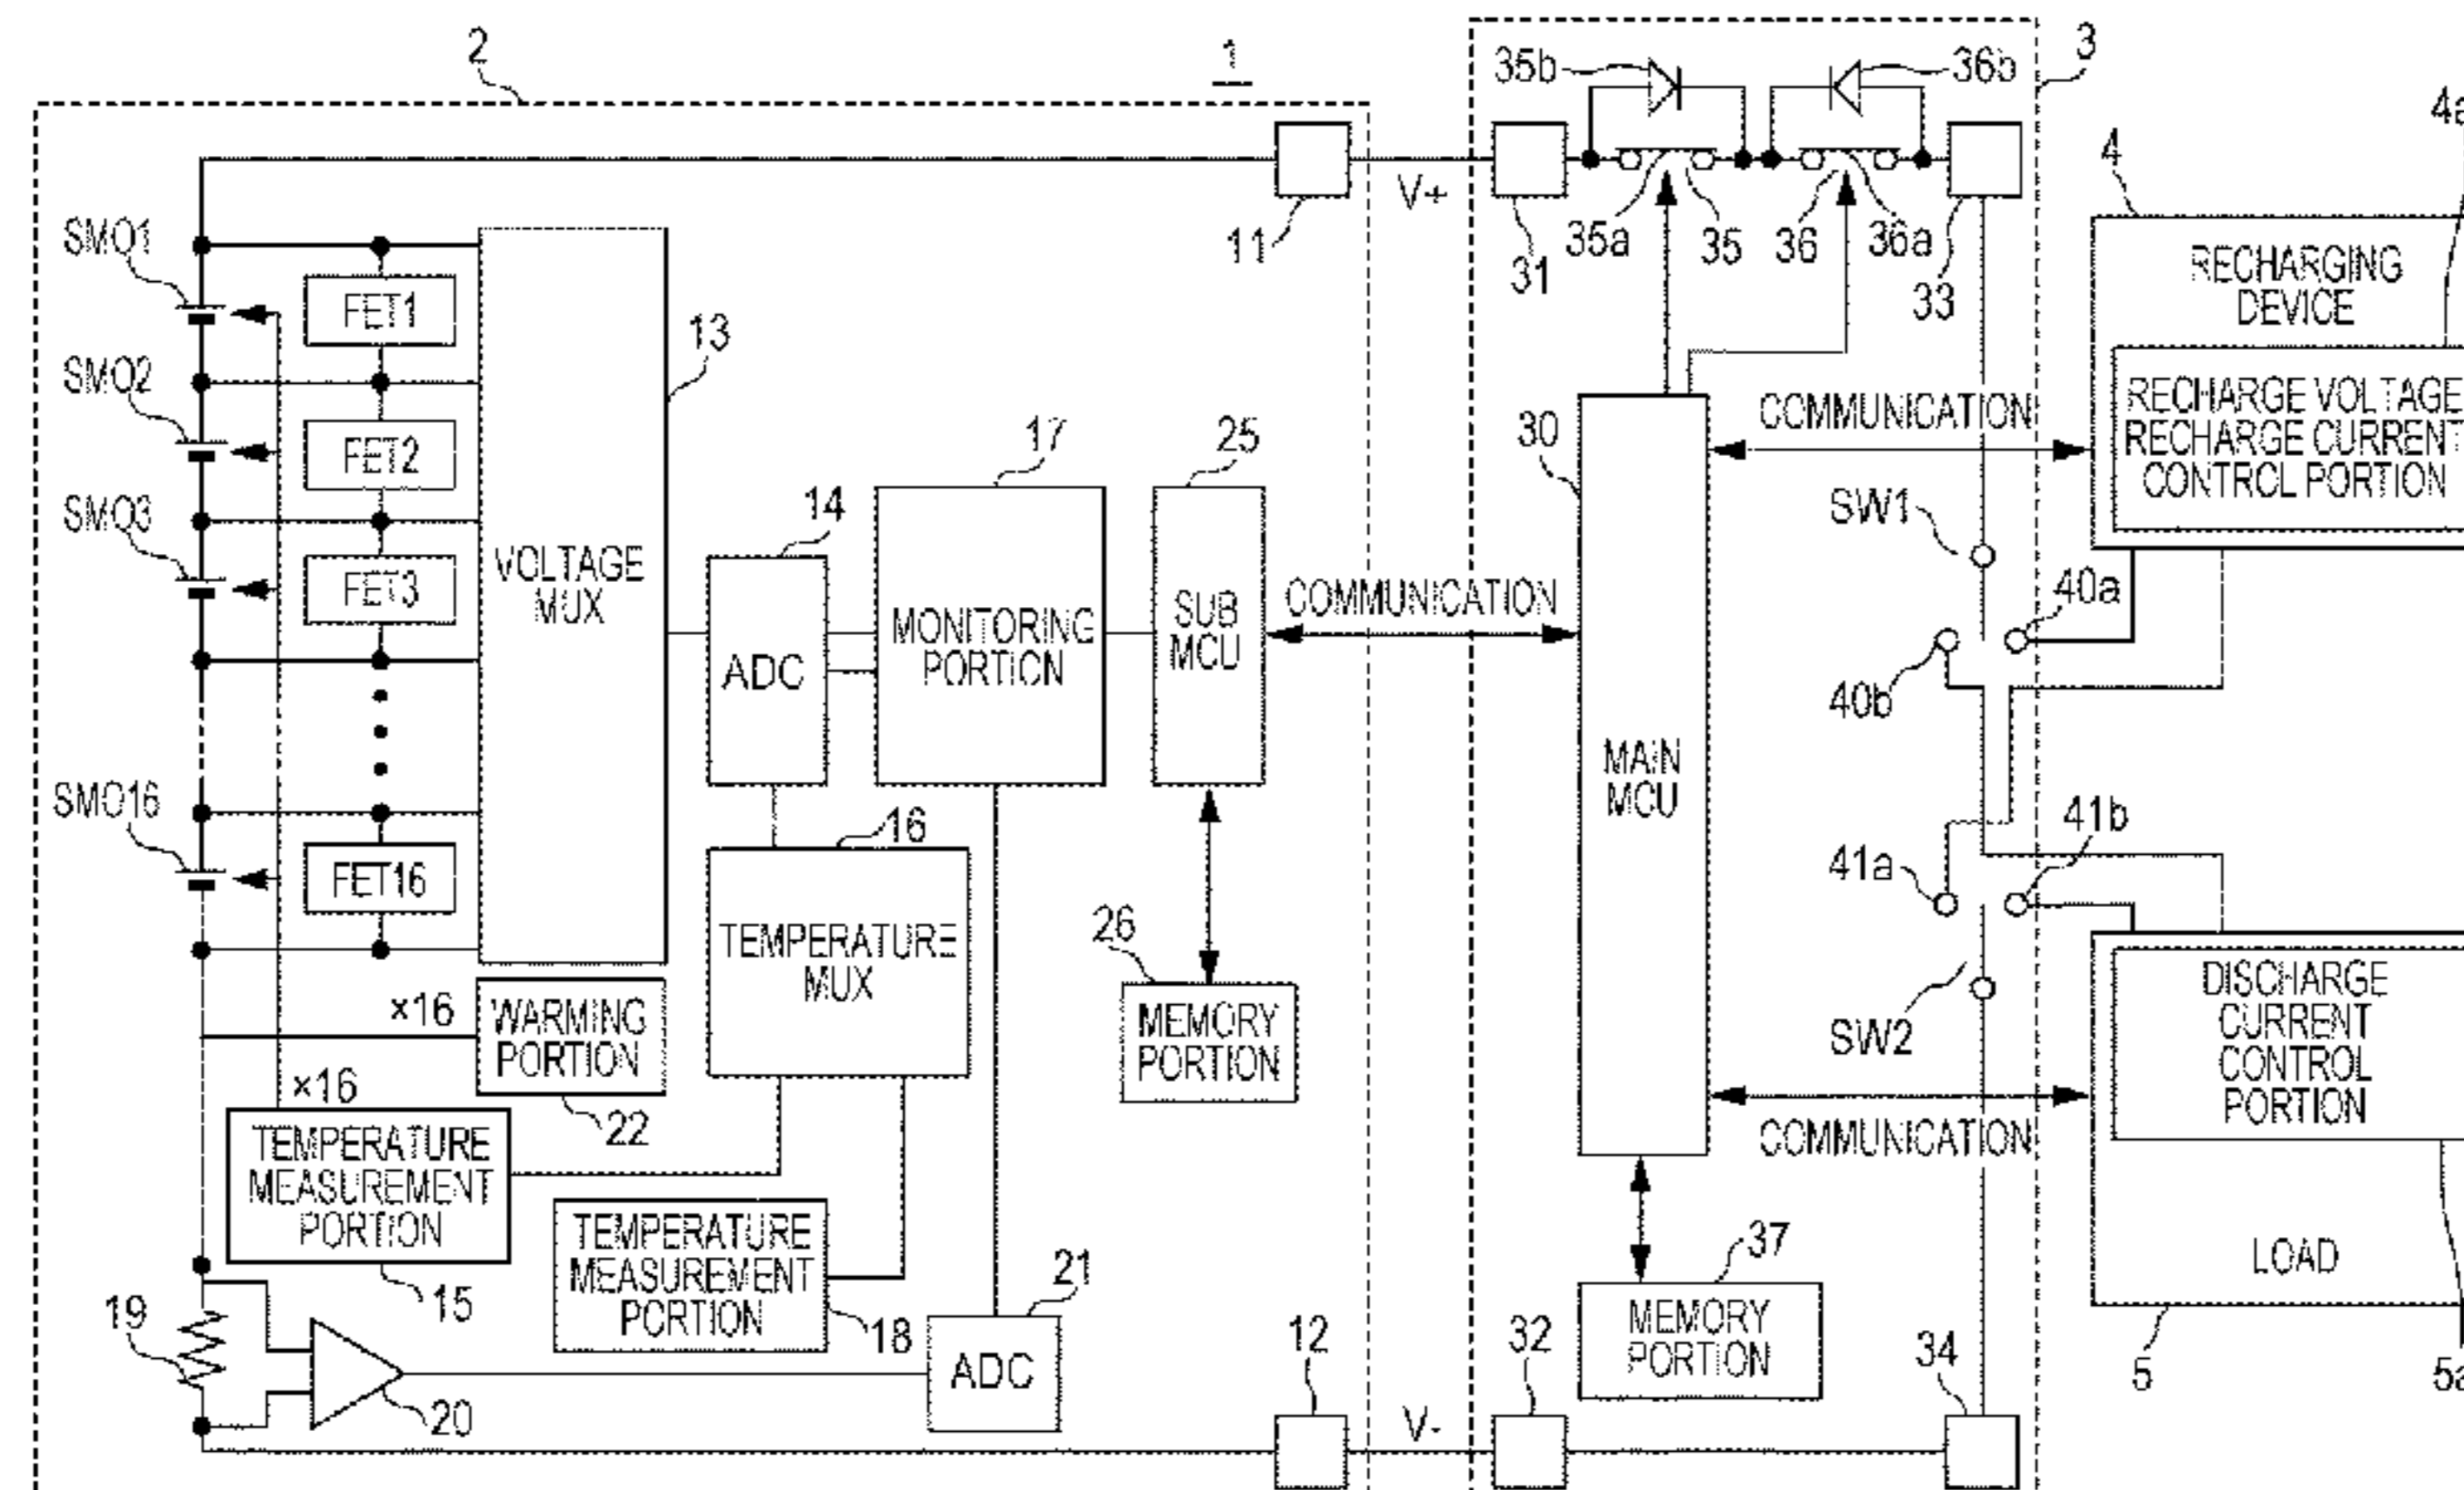 2
1
3
35b
36b
4a
4
V+
11
31
35a
35
36
36a
33
RECHARGING
DEVICE
RECHARGE VOLTAGE
RECHARGE CURRENT
CONTROL PORTION
SMO1
FET1
SMO2
FET2
SMO3
FET3
SMO16
FET16
13
VOLTAGE
MUX
14
ADC
17
MONITORING
PORTION
25
SUB
MCU
COMMUNICATION
30
MAIN
MCU
COMMUNICATION
SW1
40a
40b
41a
41b
SW2
COMMUNICATION
16
TEMPERATURE
MUX
26
MEMORY
PORTION
×16
WARMING
PORTION
22
×16
TEMPERATURE
MEASUREMENT
PORTION
15
TEMPERATURE
MEASUREMENT
PORTION
18
19
20
21
ADC
12
V-
32
37
MEMORY
PORTION
34
DISCHARGE
CURRENT
CONTROL
PORTION
LOAD
5
5a